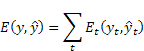 E(y, ŷ) = ∑_t E_t(y_t, ŷ_t)